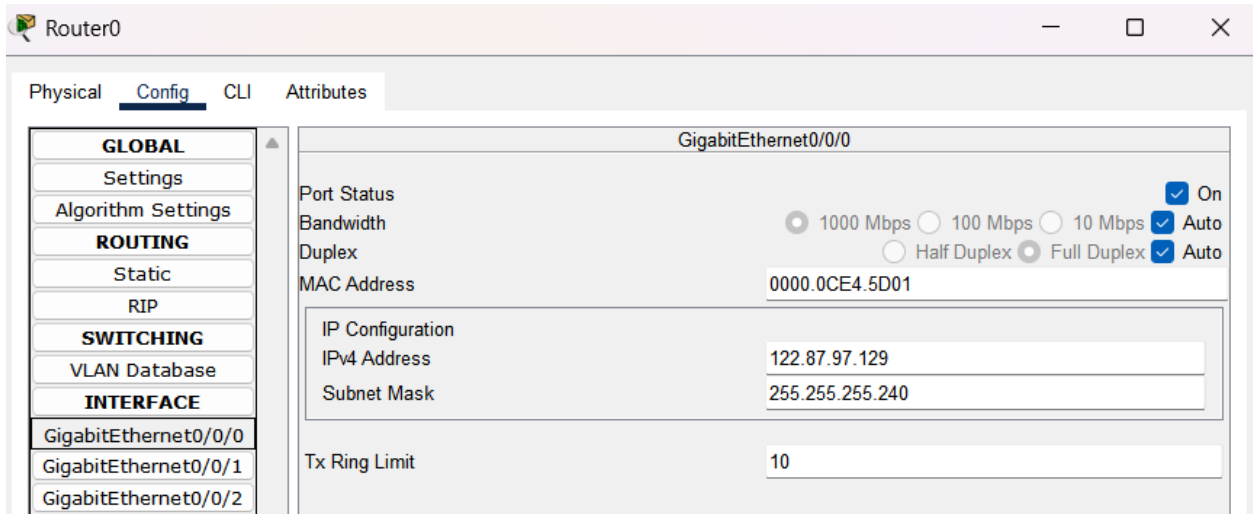 Router0
Physical Config CLI Attributes
GLOBAL
Settings
Algorithm Settings
ROUTING
Static
RIP
SWITCHING
VLAN Database
INTERFACE
GigabitEthernet0/0/0
GigabitEthernet0/0/1
GigabitEthernet0/0/2
GigabitEthernet0/0/0
Port Status On
Bandwidth 1000 Mbps 100 Mbps 10 Mbps Auto
Duplex Half Duplex Full Duplex Auto
MAC Address 0000.0CE4.5D01
IP Configuration
IPv4 Address 122.87.97.129
Subnet Mask 255.255.255.240
Tx Ring Limit 10